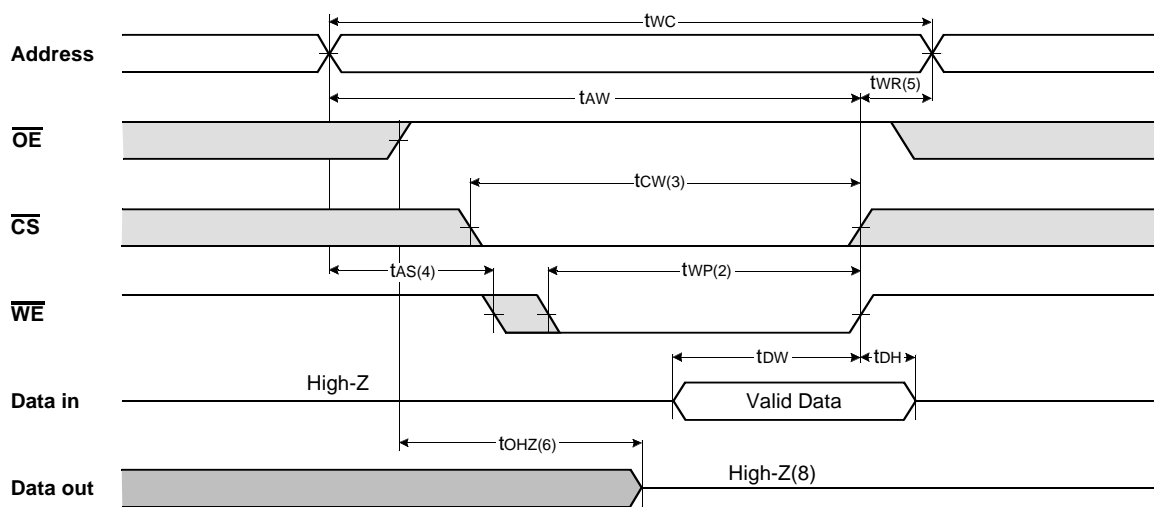 tWC
Address
tWR(5)
tAW
OE
tCW(3)
CS
tAS(4)
tWP(2)
WE
tDW
tDH
High-Z
Data in
Valid Data
tOHZ(6)
High-Z(8)
Data out